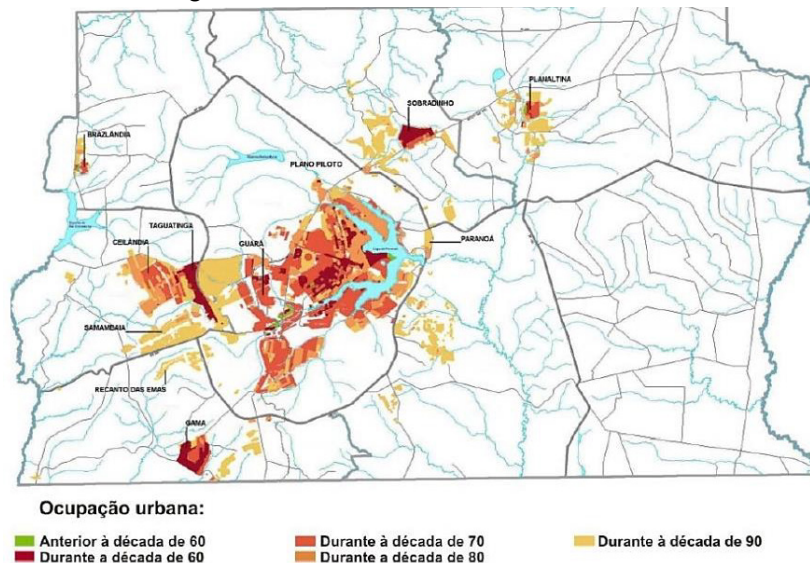 PLANALTINA
SOBRADINHO
BRAZLÂNDIA
PLANO PILOTO
TAGUATINGA
CEILÂNDIA
GUARÁ
PARANOÁ
SAMAMBAIA
RECANTO DAS EMAS
GAMA
Ocupação urbana:
Anterior à década de 60
Durante à década de 70
Durante à década de 90
Durante a década de 60
Durante a década de 80